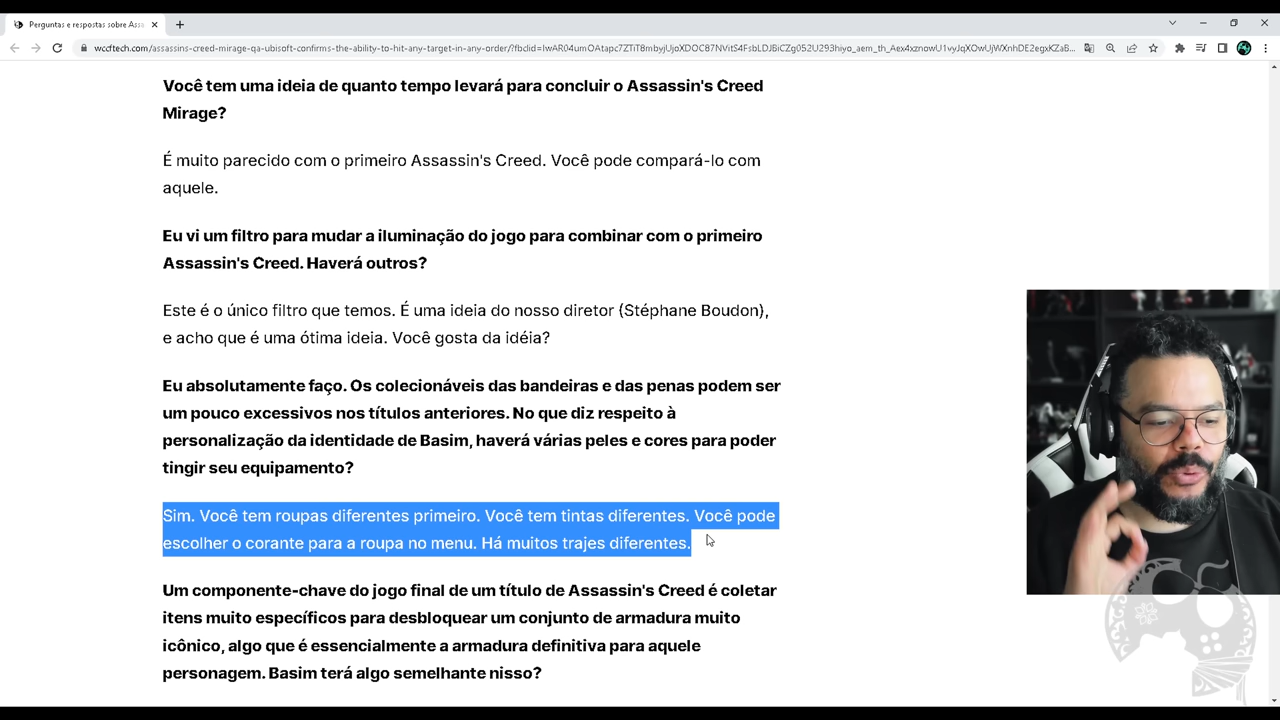 Perguntas e respostas sobre Assa
wccftech.com/assassins-creed-mirage-qa-ubisoft-confirms-the-ability-to-hit-any-target-in-any-order/?fbclid=
Você tem uma ideia de quanto tempo levará para concluir o Assassin's Creed
Mirage?
É muito parecido com o primeiro Assassin's Creed. Você pode compará-lo com
aquele.
Eu vi um filtro para mudar a iluminação do jogo para combinar com o primeiro
Assassin's Creed. Haverá outros?
Este é o único filtro que temos. É uma ideia do nosso diretor (Stéphane Boudon),
e acho que é uma ótima ideia. Você gosta da idéia?
Eu absolutamente faço. Os colecionáveis das bandeiras e das penas podem ser
um pouco excessivos nos títulos anteriores. No que diz respeito à
personalização da identidade de Basim, haverá várias peles e cores para poder
tingir seu equipamento?
Sim. Você tem roupas diferentes primeiro. Você tem tintas diferentes. Você pode
escolher o corante para a roupa no menu. Há muitos trajes diferentes.
Um componente-chave do jogo final de um título de Assassin's Creed é coletar
itens muito específicos para desbloquear um conjunto de armadura muito
icônico, algo que é essencialmente a armadura definitiva para aquele
personagem. Basim terá algo semelhante nisso?